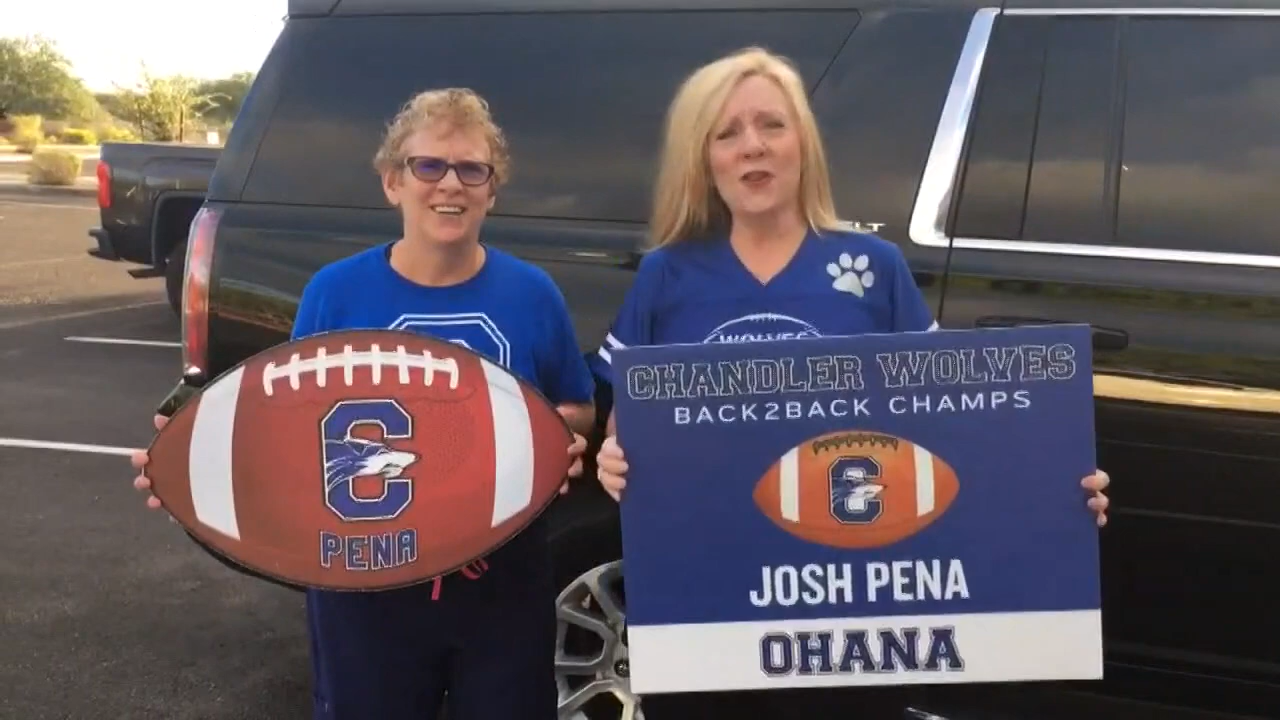 WOLVES
C
PENA
CHANDLER WOLVES
BACK2BACK CHAMPS
C
JOSH PENA
OHANA